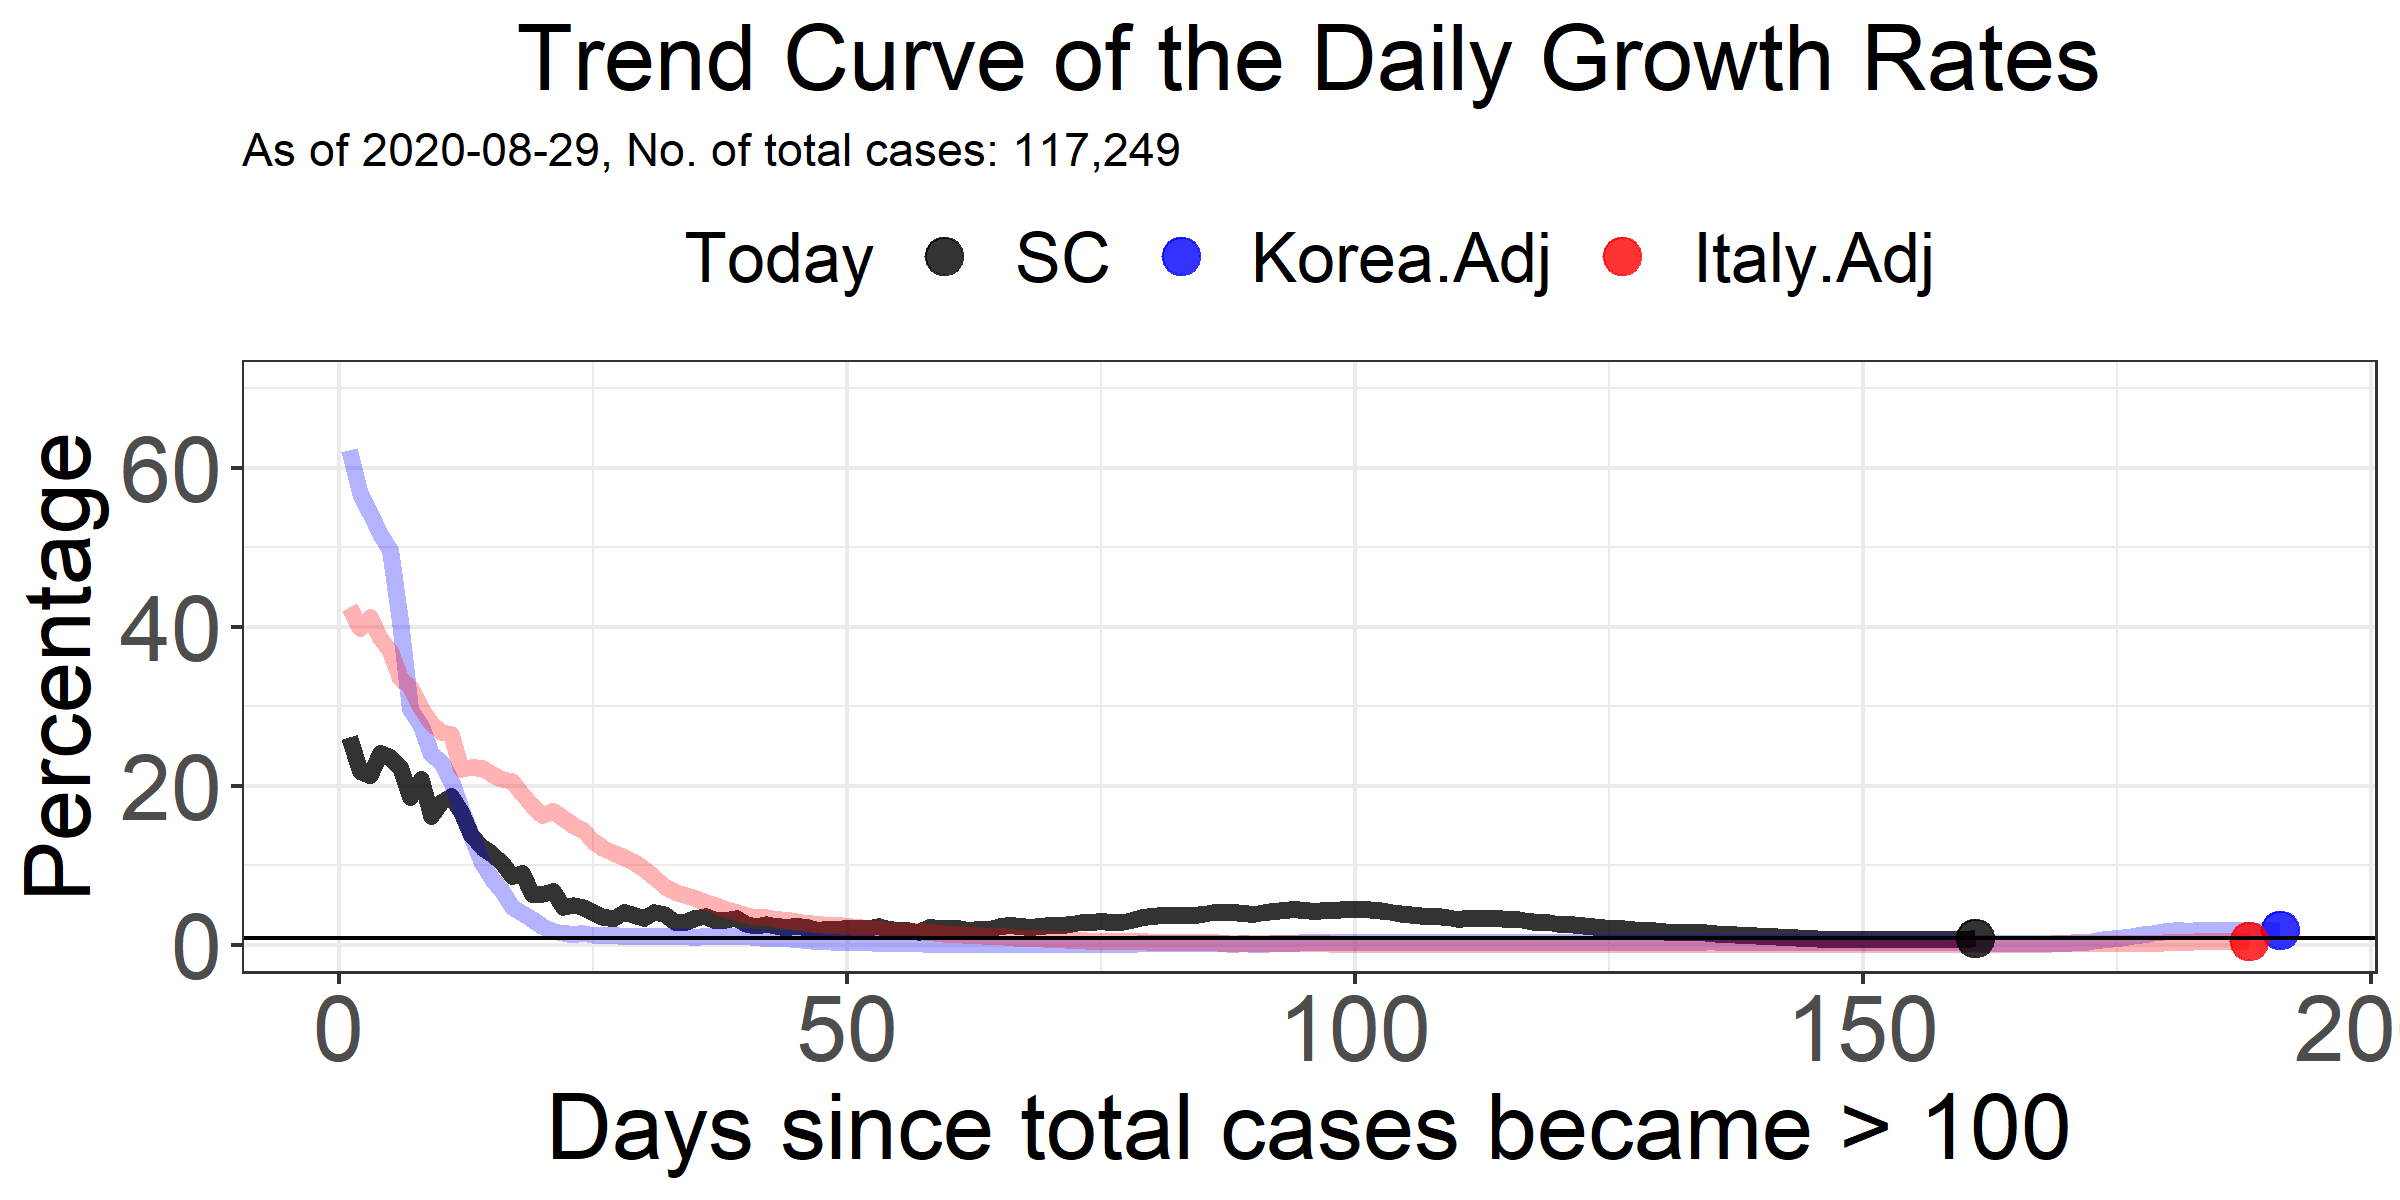 Trend Curve of the Daily Growth Rates
As of 2020-08-29, No. of total cases: 117,249
Today SC Korea.Adj Italy.Adj
Percentage
60
40
20
0
0 50 100 150 20
Days since total cases became > 100